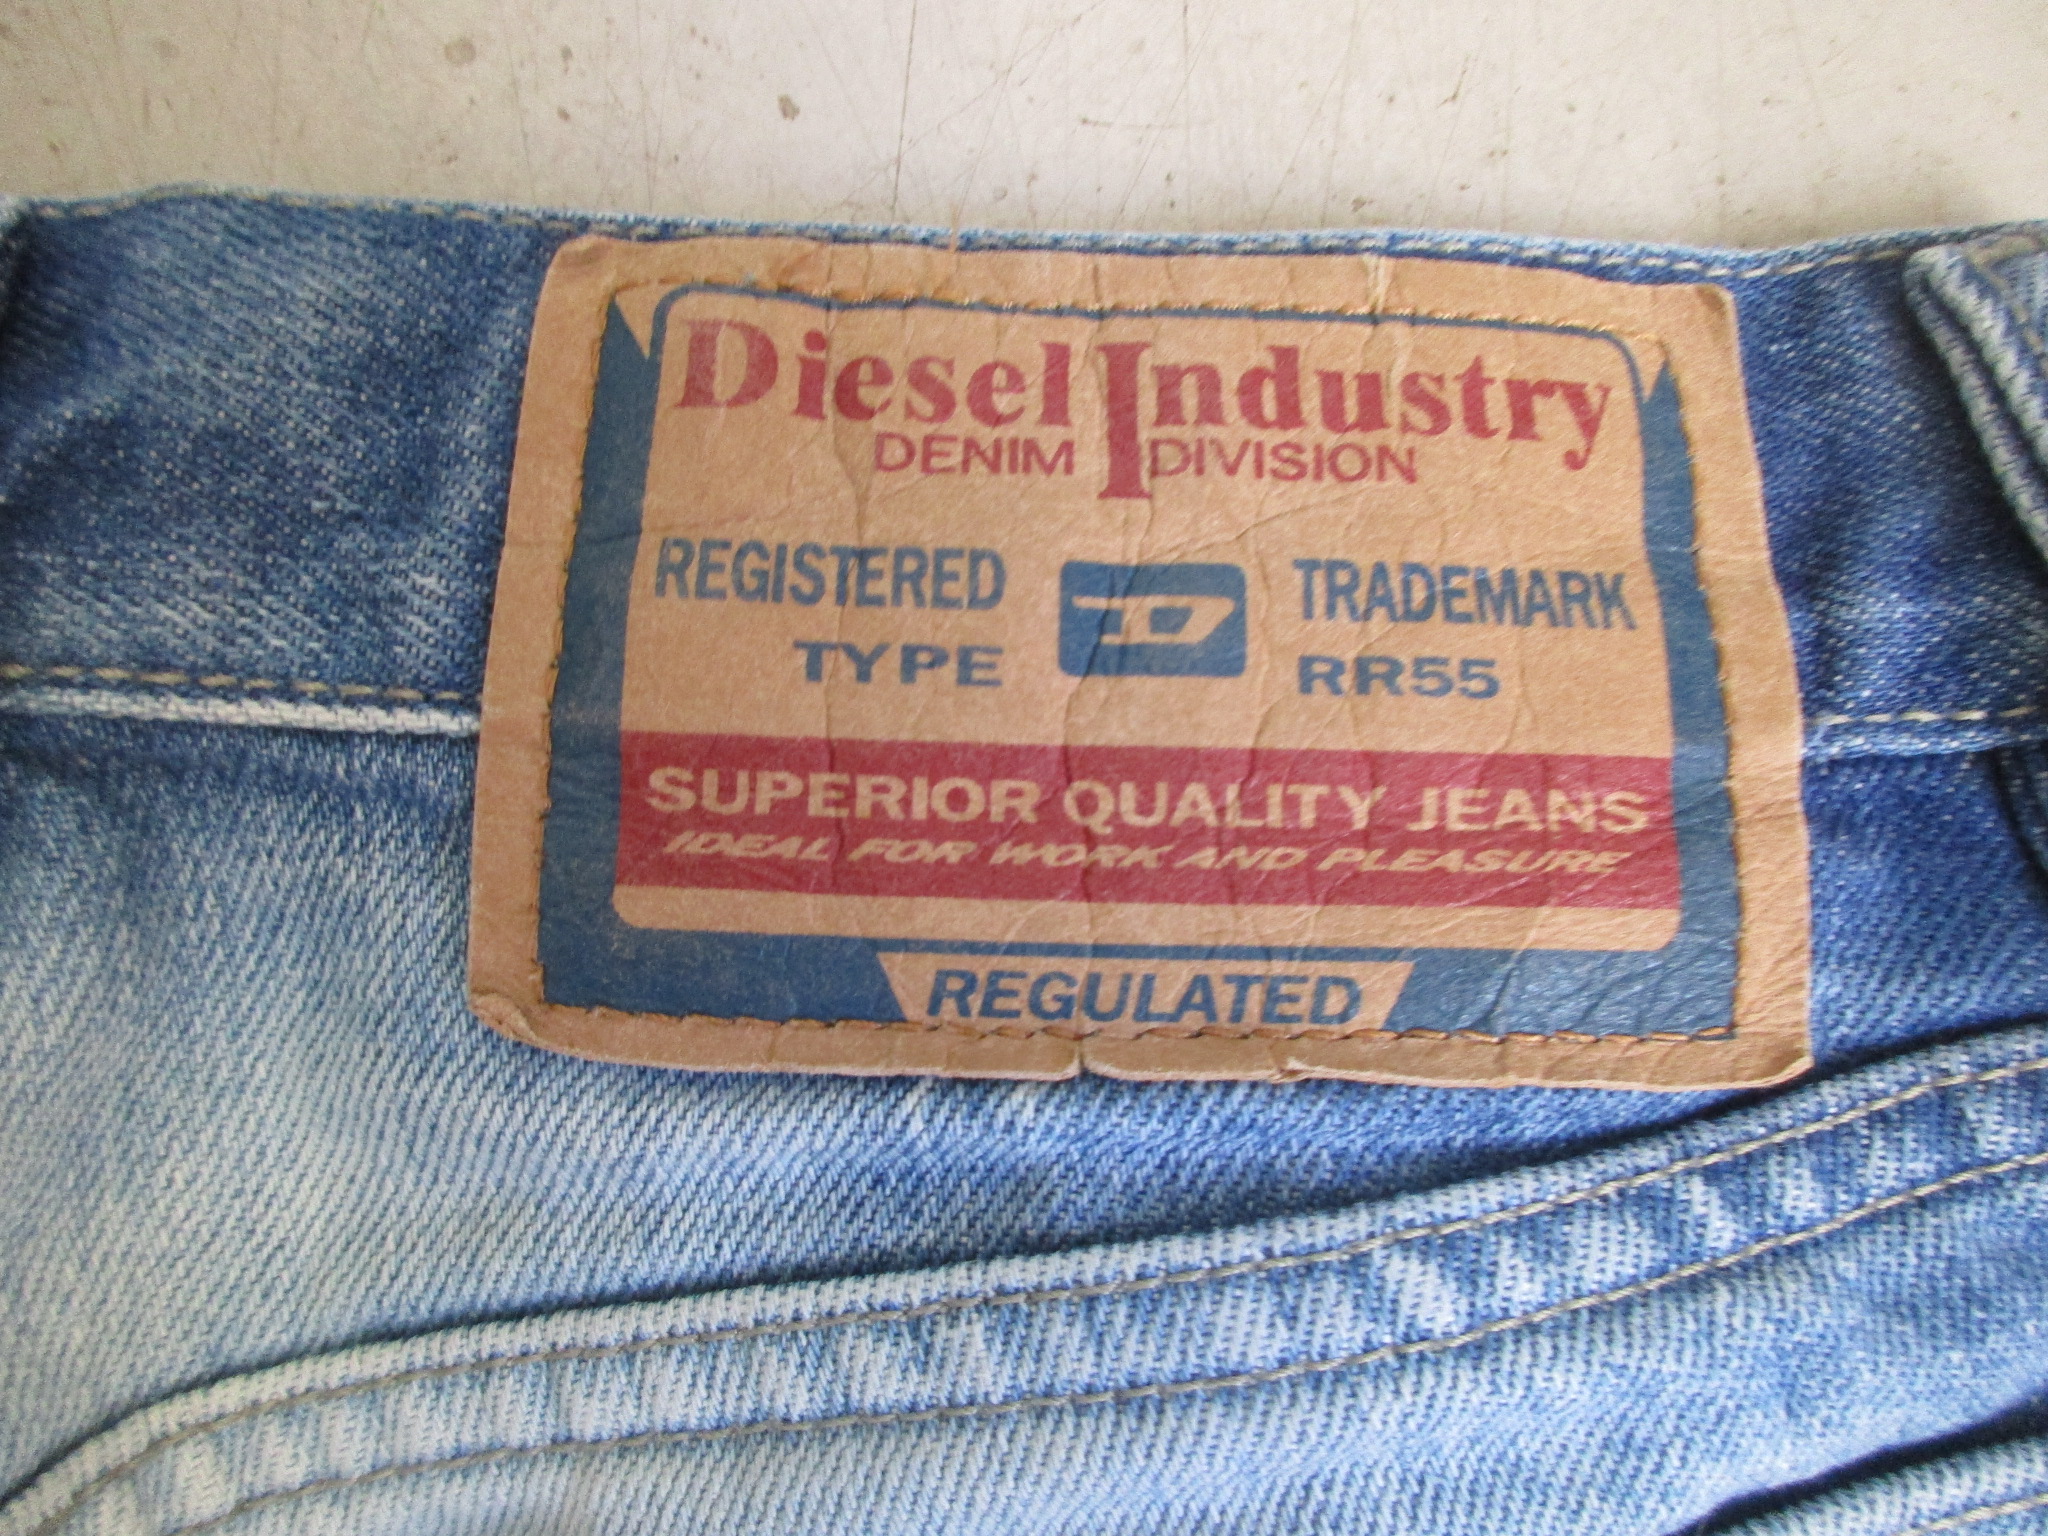 Diesel Industry
DENIM DIVISION
REGISTERED D TRADEMARK
TYPE RR55
SUPERIOR QUALITY JEANS
IDEAL FOR WORK AND PLEASURE
REGULATED